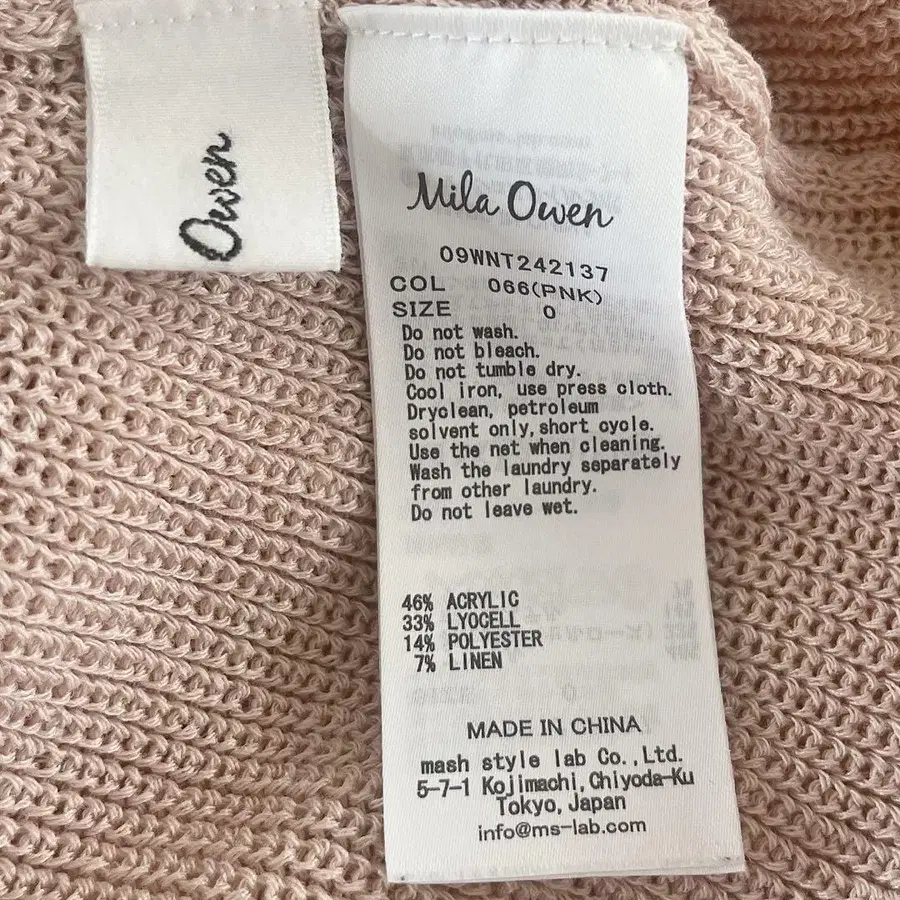 Owen
Mila Owen
09WNT242137
COL 066(PNK)
SIZE 0
Do not wash.
Do not bleach.
Do not tumble dry.
Cool iron, use press cloth.
Dryclean, petroleum
solvent only, short cycle.
Use the net when cleaning.
Wash the laundry separately
from other laundry.
Do not leave wet.
46% ACRYLIC
33% LYOCELL
14% POLYESTER
7% LINEN
MADE IN CHINA
mash style lab Co.,Ltd.
5-7-1 Kojimachi,Chiyoda-Ku
Tokyo,Japan
info@ms-lab.com